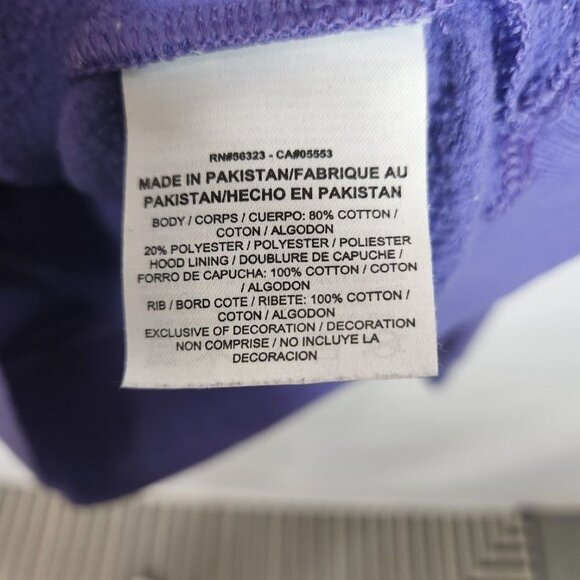 RN#56323 - CA#05553
MADE IN PAKISTAN/FABRIQUE AU
PAKISTAN/HECHO EN PAKISTAN
BODY / CORPS / CUERPO: 80% COTTON /
COTON / ALGODON
20% POLYESTER / POLYESTER / POLIESTER
HOOD LINING / DOUBLURE DE CAPUCHE /
FORRO DE CAPUCHA: 100% COTTON / COTON
/ ALGODON
RIB / BORD COTE / RIBETE: 100% COTTON /
COTON / ALGODON
EXCLUSIVE OF DECORATION / DECORATION
NON COMPRISE / NO INCLUYE LA
DECORACION